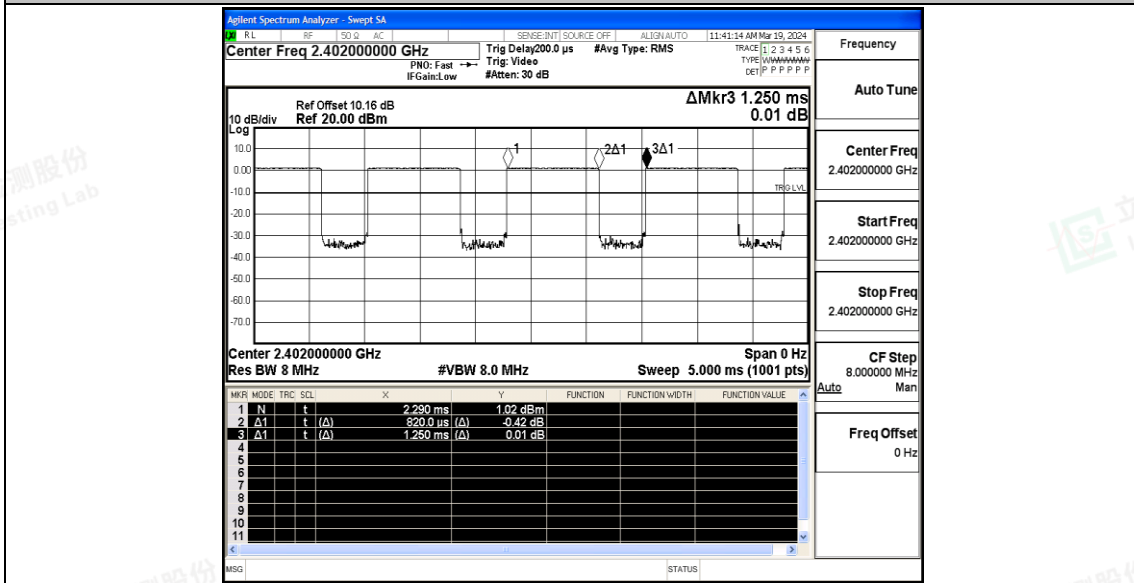 Agilent Spectrum Analyzer - Swept SA
LXI RL RF 50 Ω AC SENSE:INT SOURCE OFF ALIGN AUTO 11:41:14 AM Mar 19, 2024
Center Freq 2.402000000 GHz
PNO: Fast
IFGain:Low
Trig Delay200.0 µs #Avg Type: RMS
Trig: Video
#Atten: 30 dB
TRACE 1 2 3 4 5 6
TYPE WWWWWW
DET P P P P P P
Frequency
Auto Tune
Center Freq
2.402000000 GHz
Start Freq
2.402000000 GHz
Stop Freq
2.402000000 GHz
CF Step
8.000000 MHz
Auto Man
Freq Offset
0 Hz
Ref Offset 10.16 dB
10 dB/div Ref 20.00 dBm
Log
ΔMkr3 1.250 ms
0.01 dB
10.0
0.00
-10.0
-20.0
-30.0
-40.0
-50.0
-60.0
-70.0
1
2Δ1
3Δ1
TRIG LVL
Center 2.402000000 GHz Span 0 Hz
Res BW 8 MHz #VBW 8.0 MHz Sweep 5.000 ms (1001 pts)
MKR MODE TRC SCL X Y FUNCTION FUNCTION WIDTH FUNCTION VALUE
1 N t 2.290 ms 1.02 dBm
2 Δ1 t (Δ) 820.0 µs (Δ) -0.42 dB
3 Δ1 t (Δ) 1.250 ms (Δ) 0.01 dB
4
5
6
7
8
9
10
11
MSG STATUS
测股份
sting Lab
立
LCS